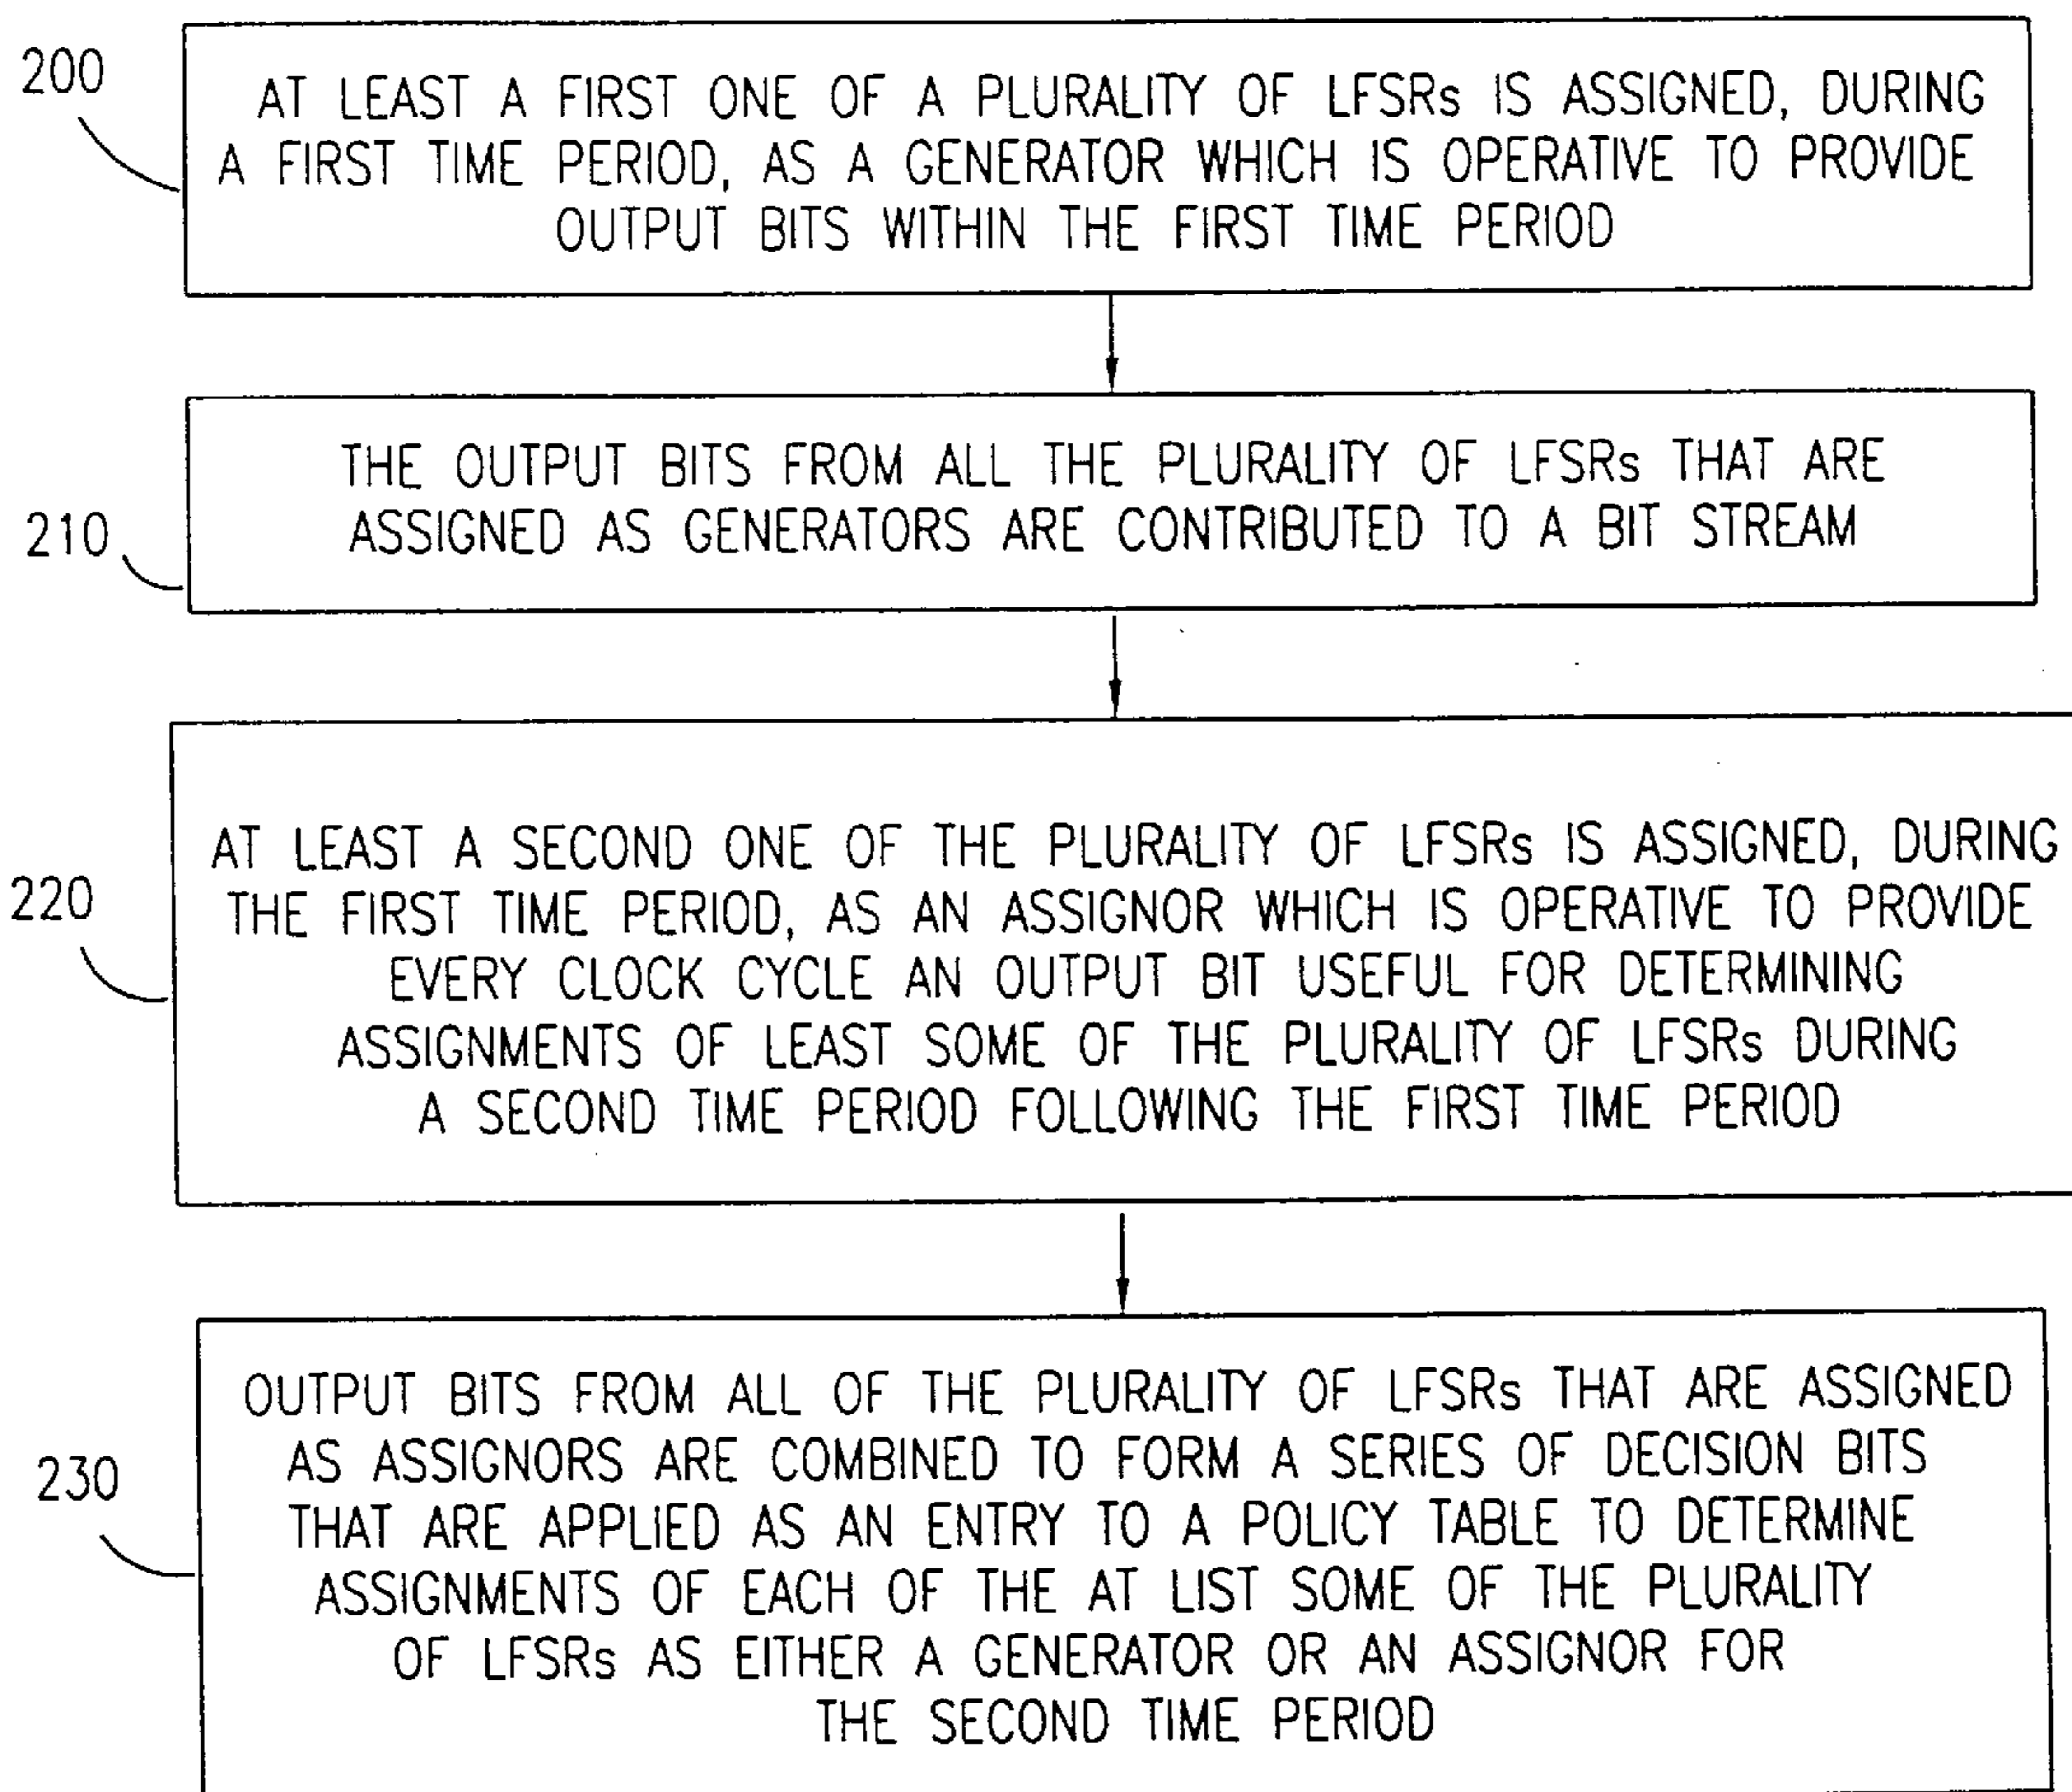 200
AT LEAST A FIRST ONE OF A PLURALITY OF LFSRs IS ASSIGNED, DURING
A FIRST TIME PERIOD, AS A GENERATOR WHICH IS OPERATIVE TO PROVIDE
OUTPUT BITS WITHIN THE FIRST TIME PERIOD
210
THE OUTPUT BITS FROM ALL THE PLURALITY OF LFSRs THAT ARE
ASSIGNED AS GENERATORS ARE CONTRIBUTED TO A BIT STREAM
220
AT LEAST A SECOND ONE OF THE PLURALITY OF LFSRs IS ASSIGNED, DURING
THE FIRST TIME PERIOD, AS AN ASSIGNOR WHICH IS OPERATIVE TO PROVIDE
EVERY CLOCK CYCLE AN OUTPUT BIT USEFUL FOR DETERMINING
ASSIGNMENTS OF LEAST SOME OF THE PLURALITY OF LFSRs DURING
A SECOND TIME PERIOD FOLLOWING THE FIRST TIME PERIOD
230
OUTPUT BITS FROM ALL OF THE PLURALITY OF LFSRs THAT ARE ASSIGNED
AS ASSIGNORS ARE COMBINED TO FORM A SERIES OF DECISION BITS
THAT ARE APPLIED AS AN ENTRY TO A POLICY TABLE TO DETERMINE
ASSIGNMENTS OF EACH OF THE AT LIST SOME OF THE PLURALITY
OF LFSRs AS EITHER A GENERATOR OR AN ASSIGNOR FOR
THE SECOND TIME PERIOD